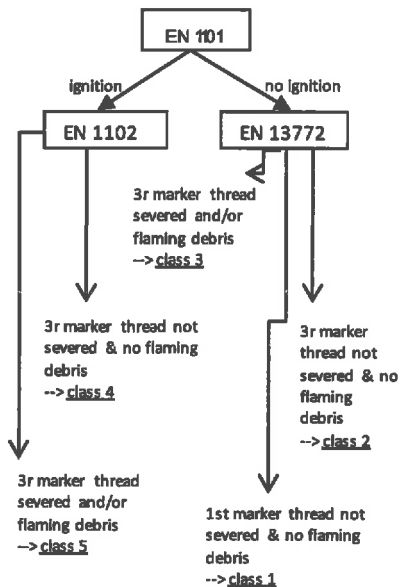 EN 1101
ignition
no ignition
EN 1102
EN 13772
3r marker thread
severed and/or
flaming debris
--> class 3
3r marker thread not
severed & no flaming
debris
--> class 4
3r marker
thread not
severed & no
flaming
debris
--> class 2
3r marker thread
severed and/or
flaming debris
--> class 5
1st marker thread not
severed & no flaming
debris
--> class 1